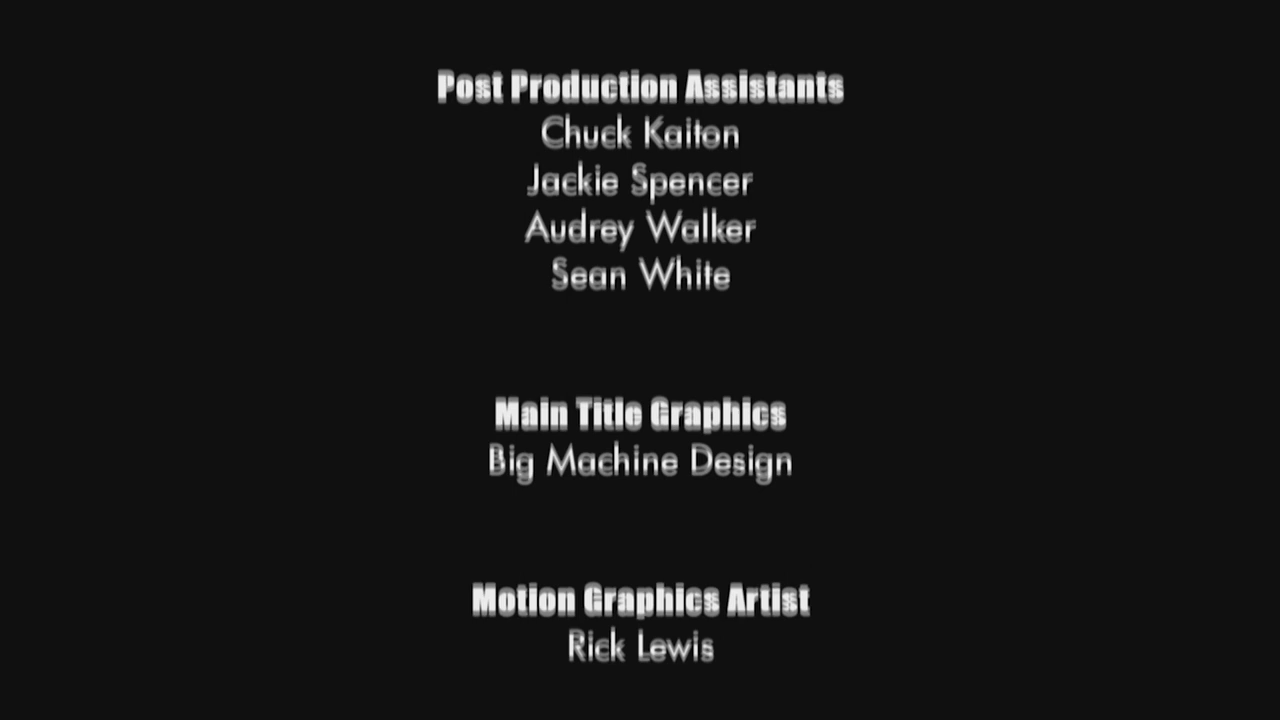 Post Production Assistants
Chuck Kaiton
Jackie Spencer
Audrey Walker
Sean White
Main Title Graphics
Big Machine Design
Motion Graphics Artist
Rick Lewis